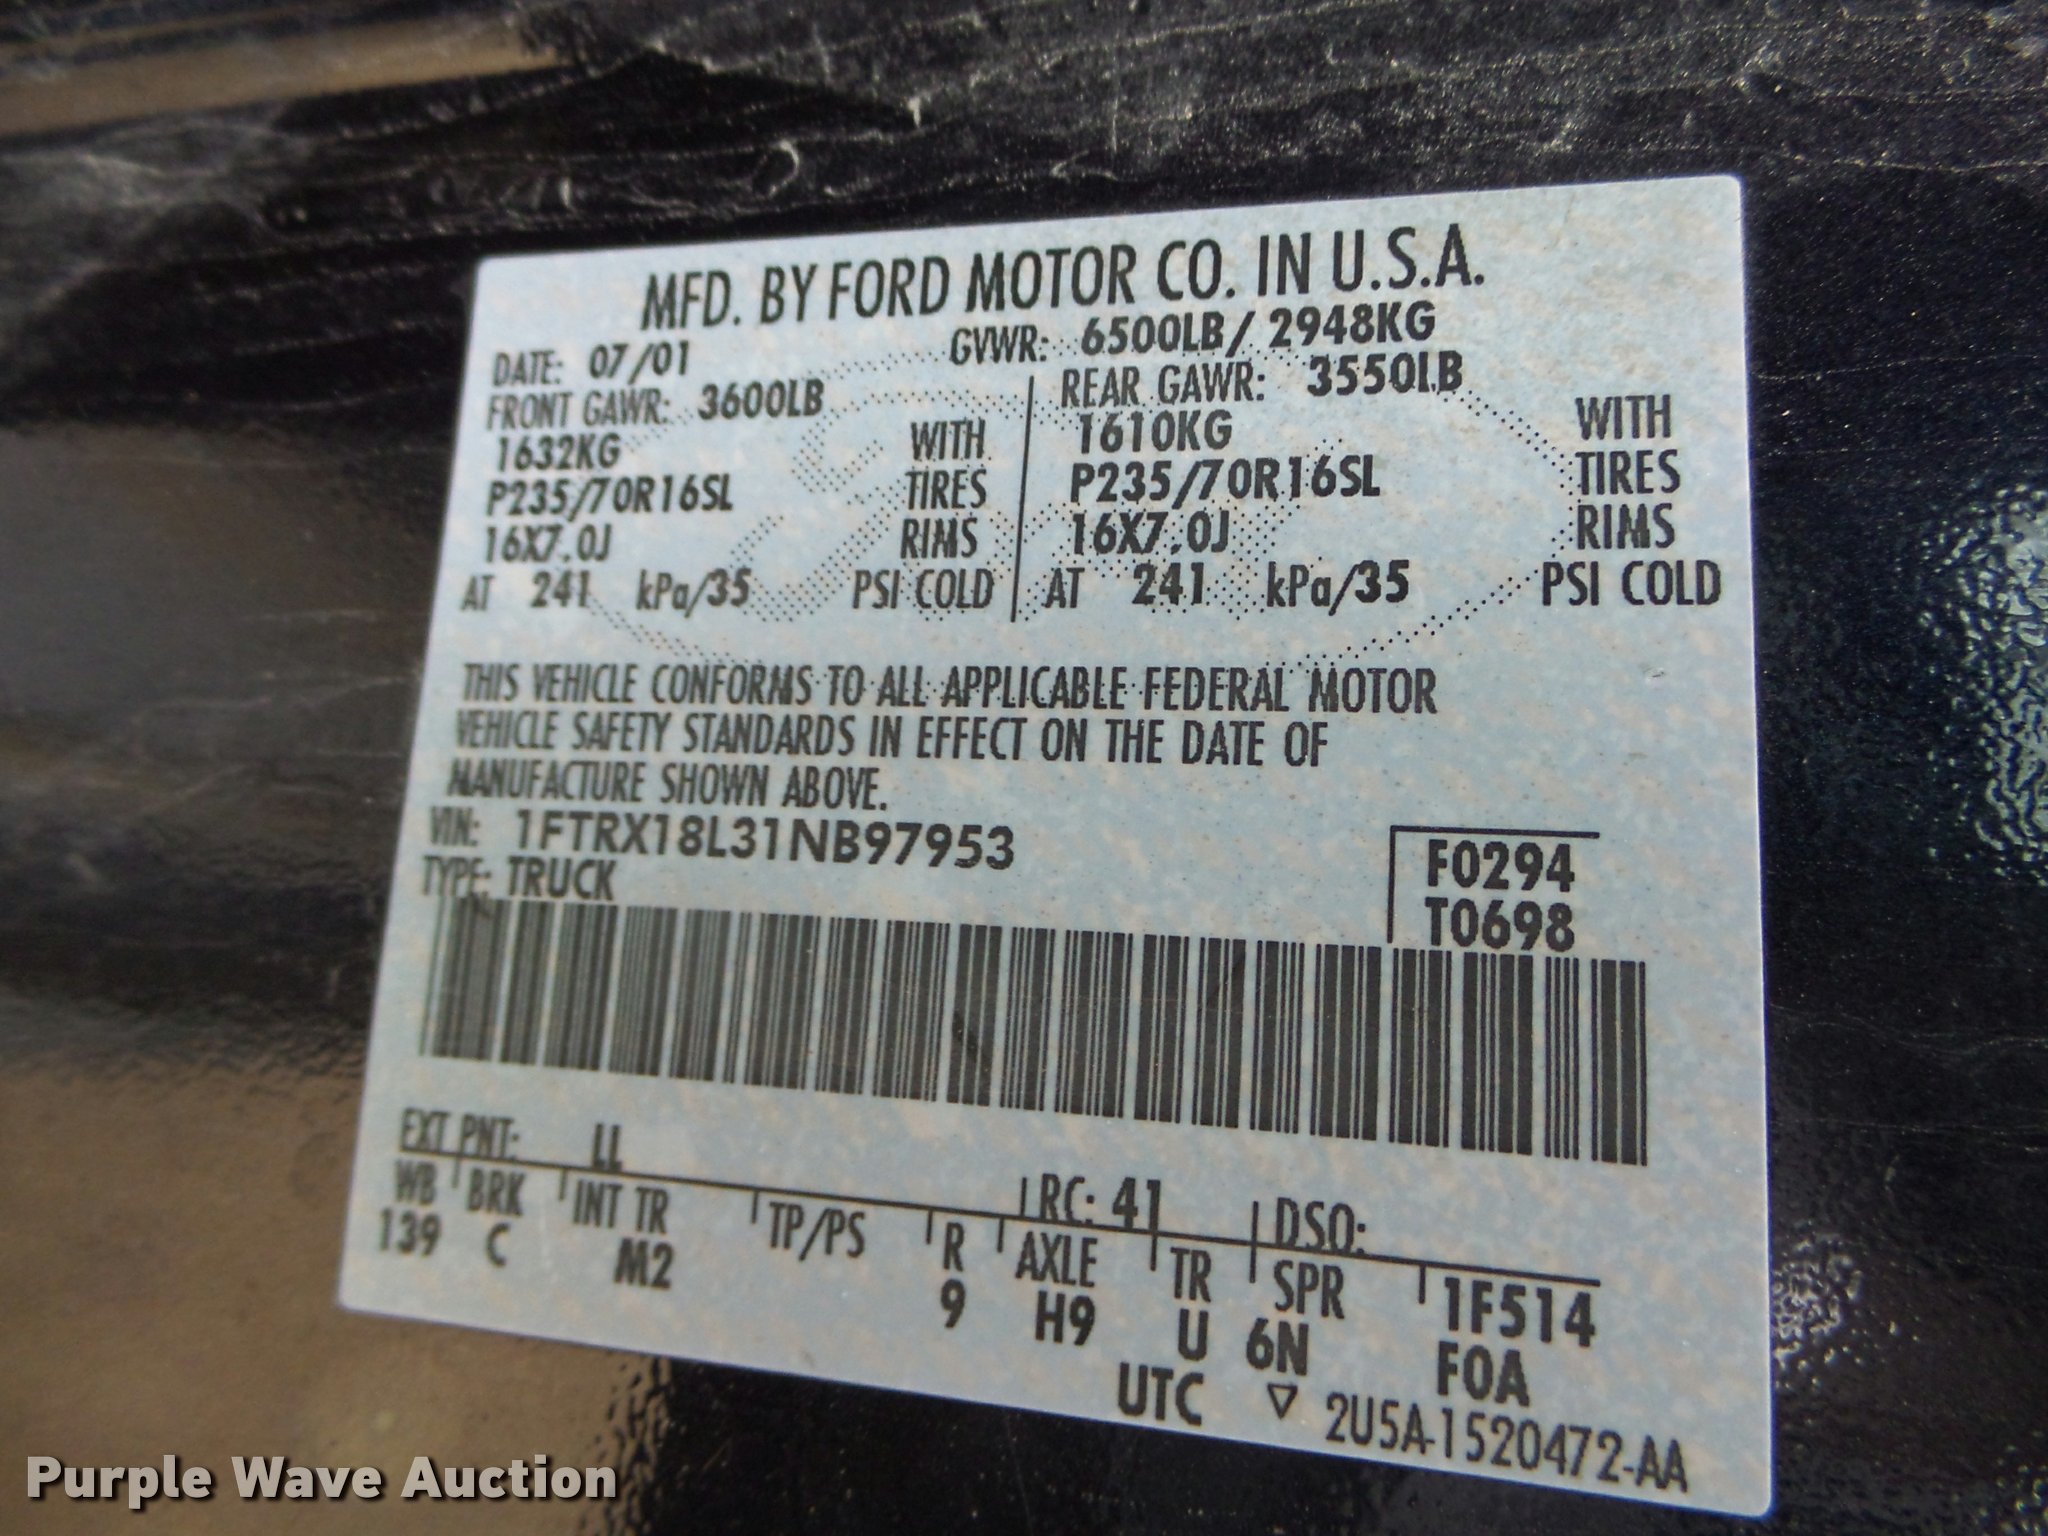 MFD. BY FORD MOTOR CO. IN U.S.A.
DATE: 07/01 GVWR: 6500LB/ 2948KG
FRONT GAWR: 3600LB REAR GAWR: 3550LB
1632KG WITH 1610KG WITH
P235/70R16SL TIRES P235/70R16SL TIRES
16X7.0J RIMS 16X7.0J RIMS
AT 241 kPa/35 PSI COLD AT 241 kPa/35 PSI COLD
THIS VEHICLE CONFORMS TO ALL APPLICABLE FEDERAL MOTOR
VEHICLE SAFETY STANDARDS IN EFFECT ON THE DATE OF
MANUFACTURE SHOWN ABOVE.
VIN: 1FTRX18L31NB97953 F0294
TYPE: TRUCK T0698
EXT PNT: LL RC: 41 DSO:
WB BRK INT TR TP/PS R AXLE TR SPR 1F514
139 C M2 9 H9 U 6N F0A
UTC ▽ 2U5A-1520472-AA
Purple Wave Auction